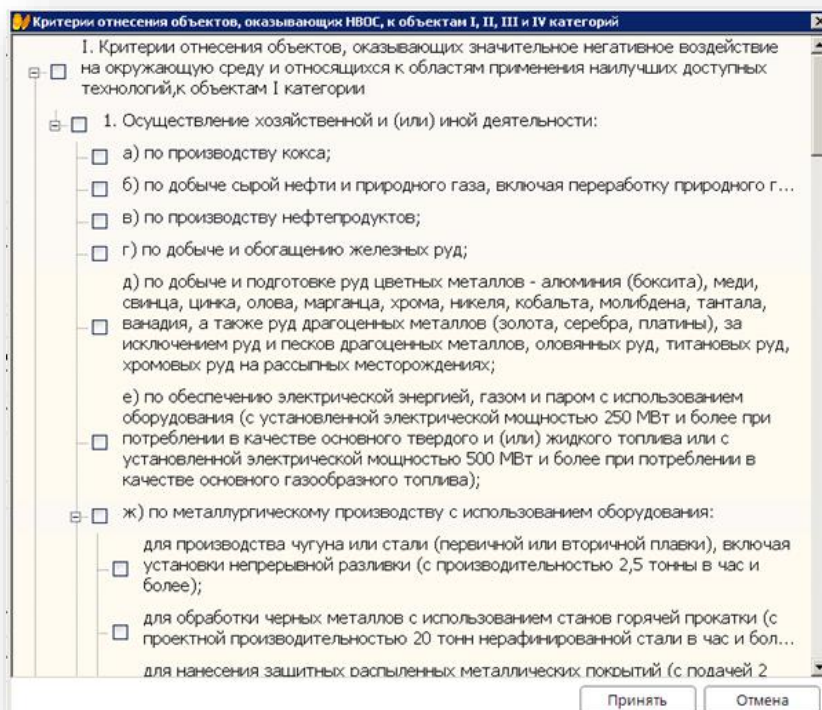 Критерии отнесения объектов, оказывающих НВОС, к объектам I, II, III и IV категорий
I. Критерии отнесения объектов, оказывающих значительное негативное воздействие
на окружающую среду и относящихся к областям применения наилучших доступных
технологий,к объектам I категории
1. Осуществление хозяйственной и (или) иной деятельности:
а) по производству кокса;
б) по добыче сырой нефти и природного газа, включая переработку природного г...
в) по производству нефтепродуктов;
г) по добыче и обогащению железных руд;
д) по добыче и подготовке руд цветных металлов - алюминия (боксита), меди,
свинца, цинка, олова, марганца, хрома, никеля, кобальта, молибдена, тантала,
ванадия, а также руд драгоценных металлов (золота, серебра, платины), за
исключением руд и песков драгоценных металлов, оловянных руд, титановых руд,
хромовых руд на рассыпных месторождениях;
е) по обеспечению электрической энергией, газом и паром с использованием
оборудования (с установленной электрической мощностью 250 МВт и более при
потреблении в качестве основного твердого и (или) жидкого топлива или с
установленной электрической мощностью 500 МВт и более при потреблении в
качестве основного газообразного топлива);
ж) по металлургическому производству с использованием оборудования:
для производства чугуна или стали (первичной или вторичной плавки), включая
установки непрерывной разливки (с производительностью 2,5 тонны в час и
более);
для обработки черных металлов с использованием станов горячей прокатки (с
проектной производительностью 20 тонн нерафинированной стали в час и бол...
для нанесения защитных распыленных металлических покрытий (с подачей 2
Принять
Отмена